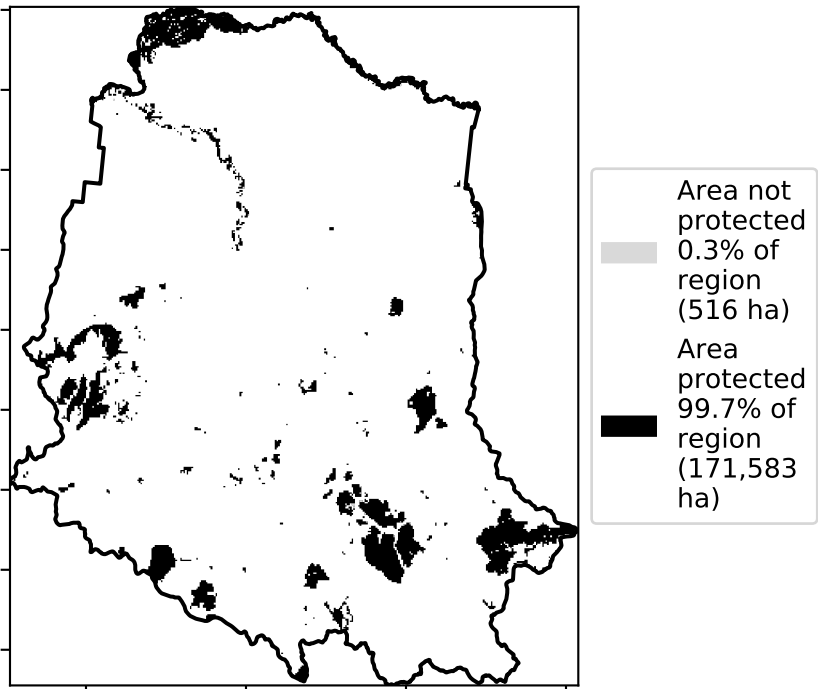 Area not
protected
0.3% of
region
(516 ha)
Area
protected
99.7% of
region
(171,583
ha)